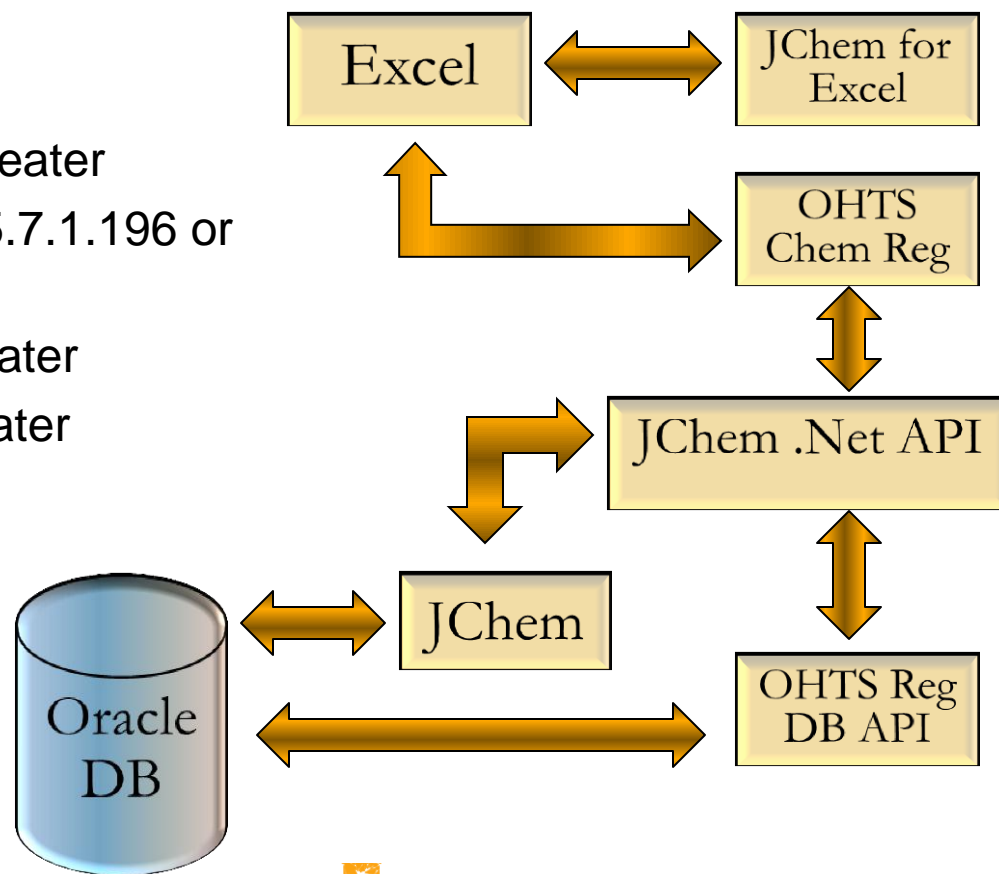 Excel
JChem for
Excel
eater
5.7.1.196 or
OHTS
Chem Reg
ater
ater
JChem .Net API
JChem
OHTS Reg
DB API
Oracle
DB